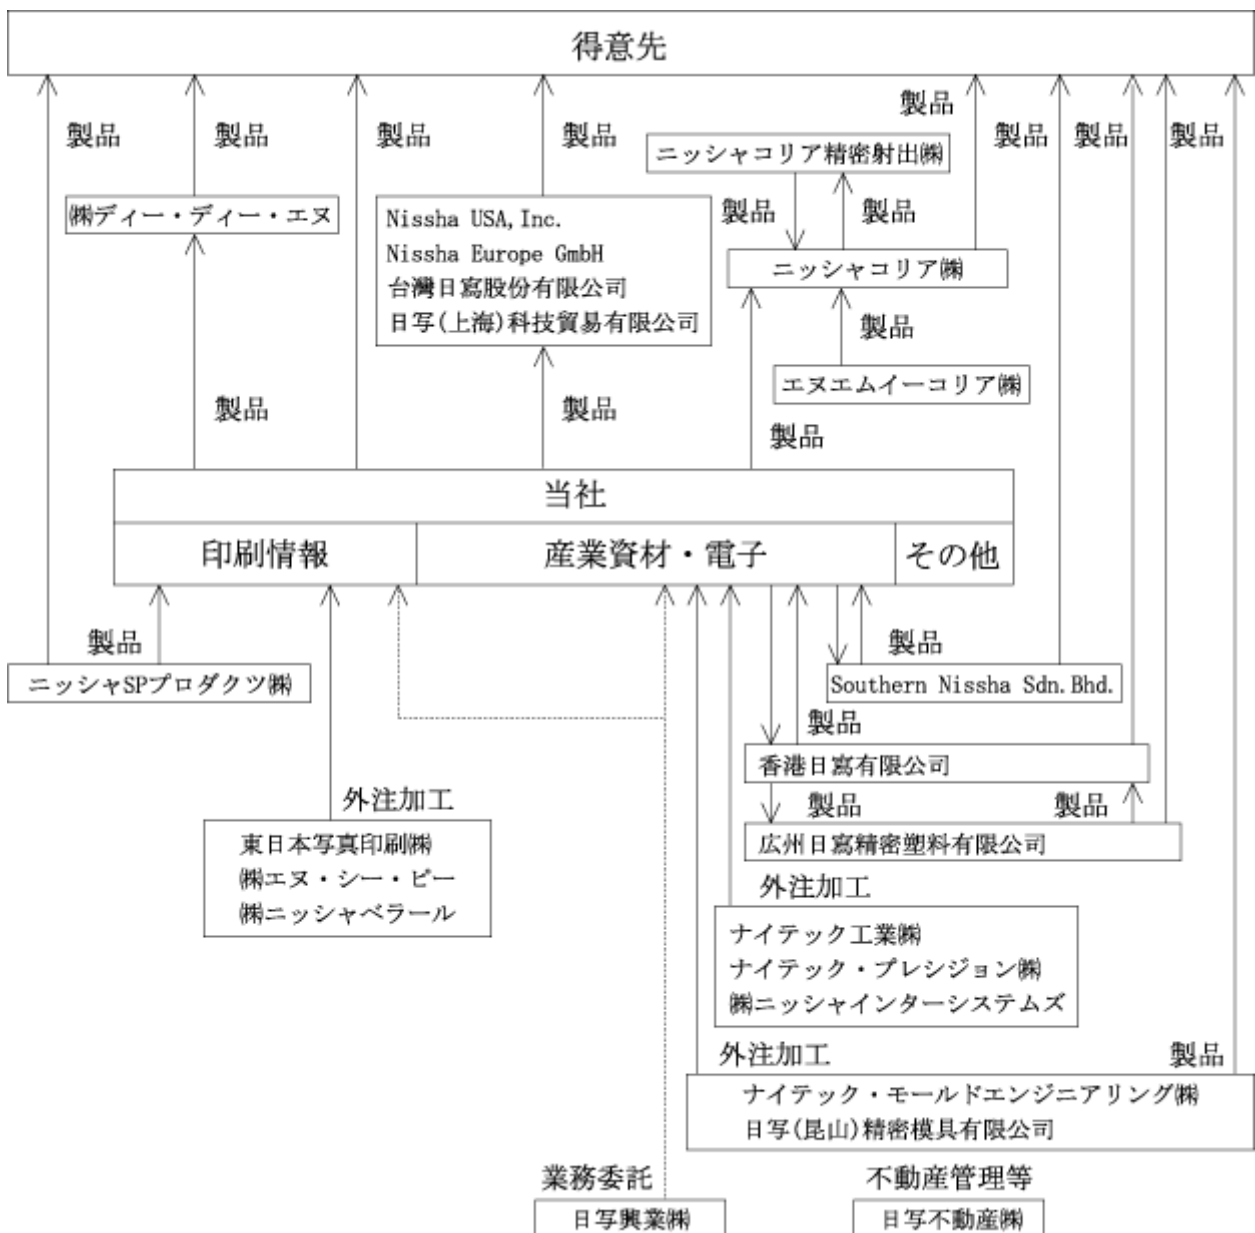 得意先
製品
製品
製品
製品
製品
製品
製品
製品
ニッシャコリア精密射出㈱
㈱ディー・ディー・エヌ
Nissha USA, Inc.
Nissha Europe GmbH
台灣日寫股份有限公司
日写(上海)科技貿易有限公司
製品
製品
ニッシャコリア㈱
製品
エヌエムイーコリア㈱
製品
製品
製品
当社
印刷情報
産業資材・電子
その他
製品
ニッシャSPプロダクツ㈱
製品
Southern Nissha Sdn. Bhd.
製品
香港日寫有限公司
外注加工
東日本写真印刷㈱
㈱エヌ・シー・ピー
㈱ニッシャベラール
製品
製品
広州日寫精密塑料有限公司
外注加工
ナイテック工業㈱
ナイテック・プレシジョン㈱
㈱ニッシャインターシステムズ
外注加工
製品
ナイテック・モールドエンジニアリング㈱
日写(昆山)精密模具有限公司
業務委託
日写興業㈱
不動産管理等
日写不動産㈱